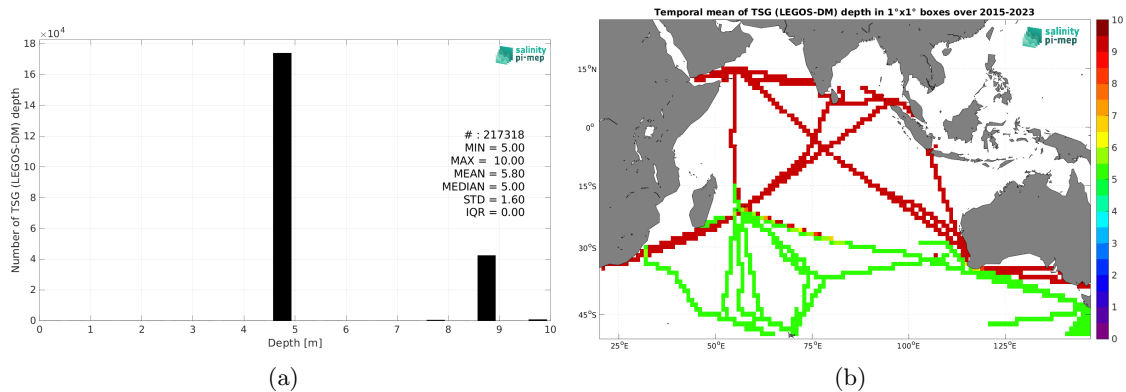 ×10⁴
18
16
14
12
10
8
6
4
2
0
Number of TSG (LEGOS-DM) depth
salinity
pi-mep
# : 217318
MIN = 5.00
MAX = 10.00
MEAN = 5.80
MEDIAN = 5.00
STD = 1.60
IQR = 0.00
0 1 2 3 4 5 6 7 8 9 10
Depth [m]
(a)
Temporal mean of TSG (LEGOS-DM) depth in 1°x1° boxes over 2015-2023
salinity
pi-mep
15°N
0°
15°S
30°S
45°S
25°E 50°E 75°E 100°E 125°E
10
9
8
7
6
5
4
3
2
1
0
(b)